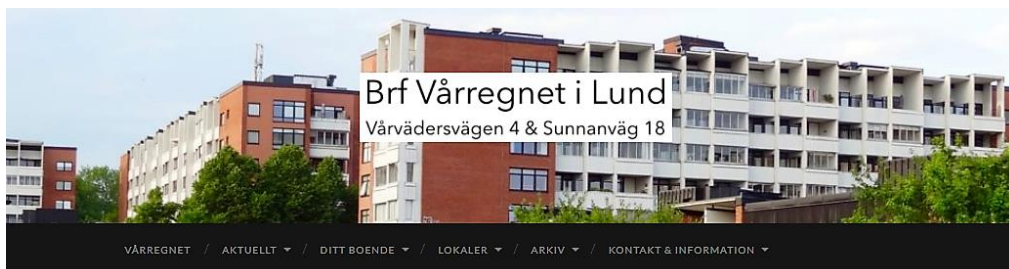 Brf Vårregnet i Lund
Vårvädersvägen 4 & Sunnanväg 18
VÅRREGNET / AKTUELLT / DITT BOENDE / LOKALER / ARKIV / KONTAKT & INFORMATION